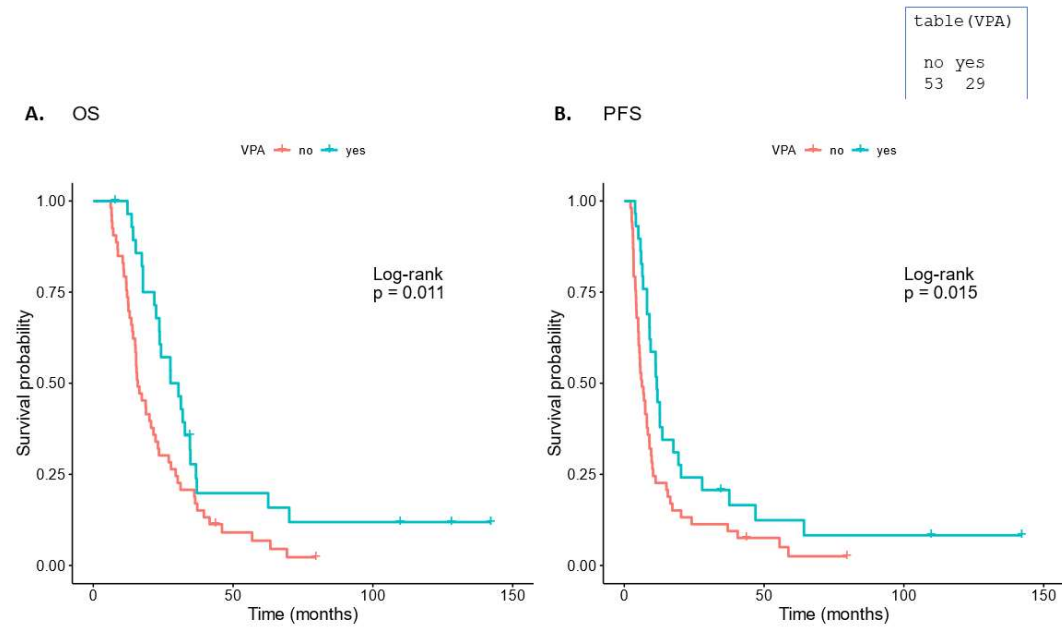 table(VPA)
no yes
53 29
A. OS
VPA no yes
1.00
0.75
0.50
0.25
0.00
Survival probability
Log-rank
p = 0.011
0 50 100 150
Time (months)
B. PFS
VPA no yes
1.00
0.75
0.50
0.25
0.00
Survival probability
Log-rank
p = 0.015
0 50 100 150
Time (months)